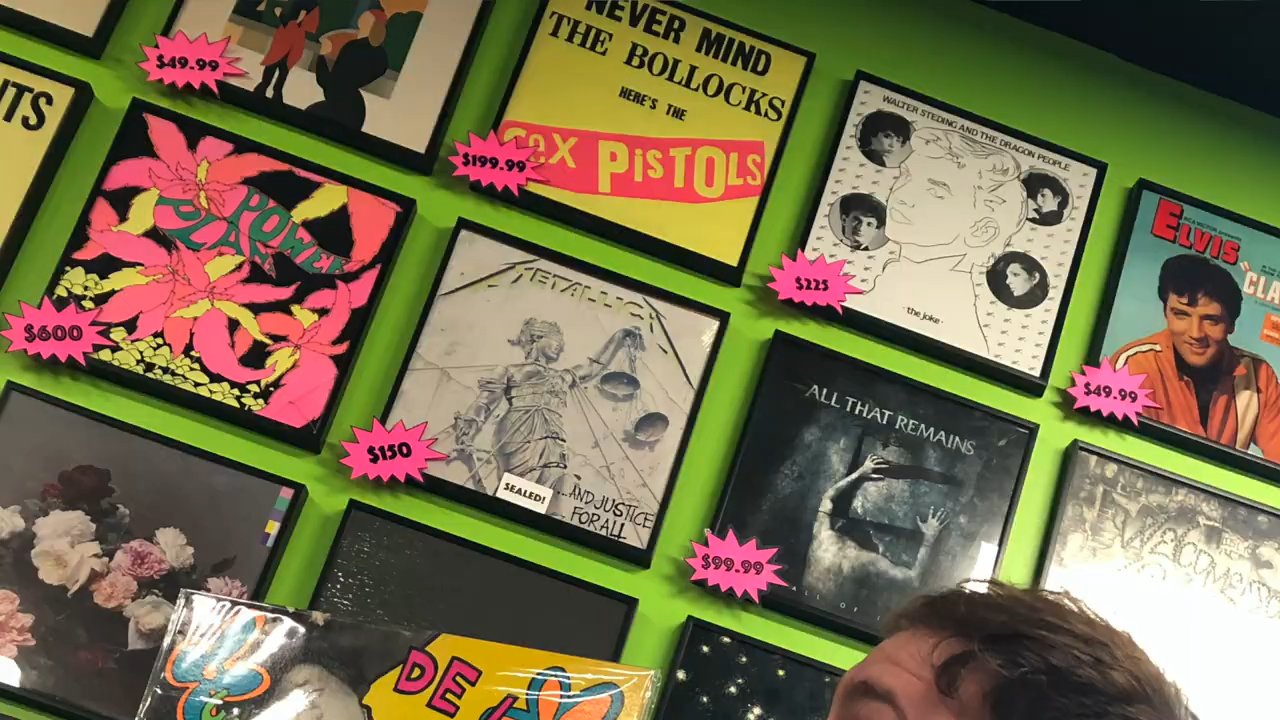 $49.99
NEVER MIND
THE BOLLOCKS
HERE'S THE
SEX PISTOLS
$199.99
WALTER STEDING AND THE DRAGON PEOPLE
·the joke·
$225
ELVIS
$49.99
POWER
PLANT
$600
METALLICA
SEALED!
...AND JUSTICE
FOR ALL
$150
ALL THAT REMAINS
$99.99
DE